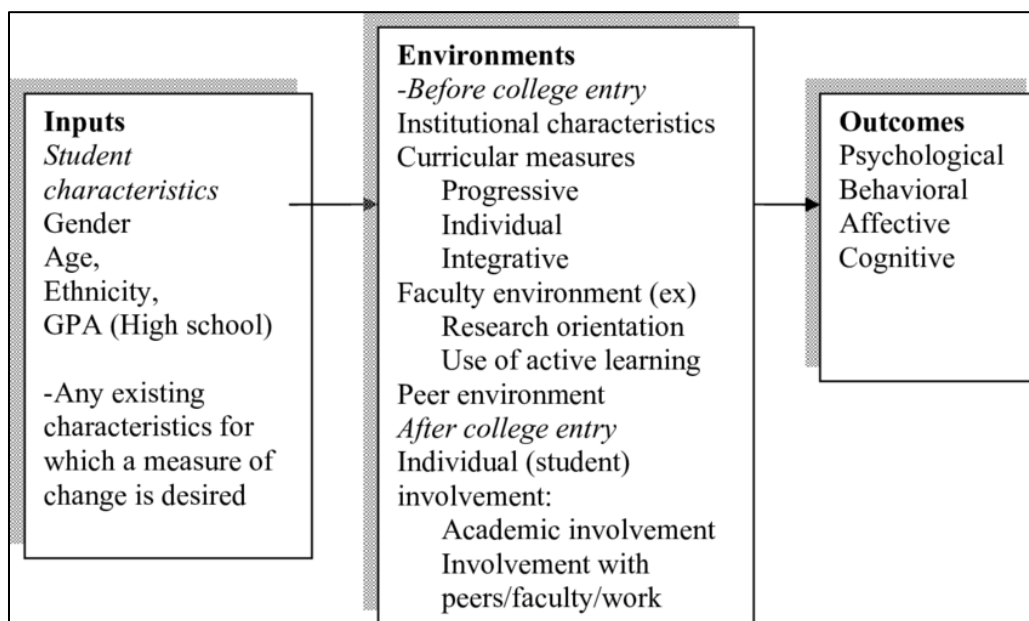 Inputs
Student
characteristics
Gender
Age,
Ethnicity,
GPA (High school)
-Any existing
characteristics for
which a measure of
change is desired
Environments
-Before college entry
Institutional characteristics
Curricular measures
Progressive
Individual
Integrative
Faculty environment (ex)
Research orientation
Use of active learning
Peer environment
After college entry
Individual (student)
involvement:
Academic involvement
Involvement with
peers/faculty/work
Outcomes
Psychological
Behavioral
Affective
Cognitive